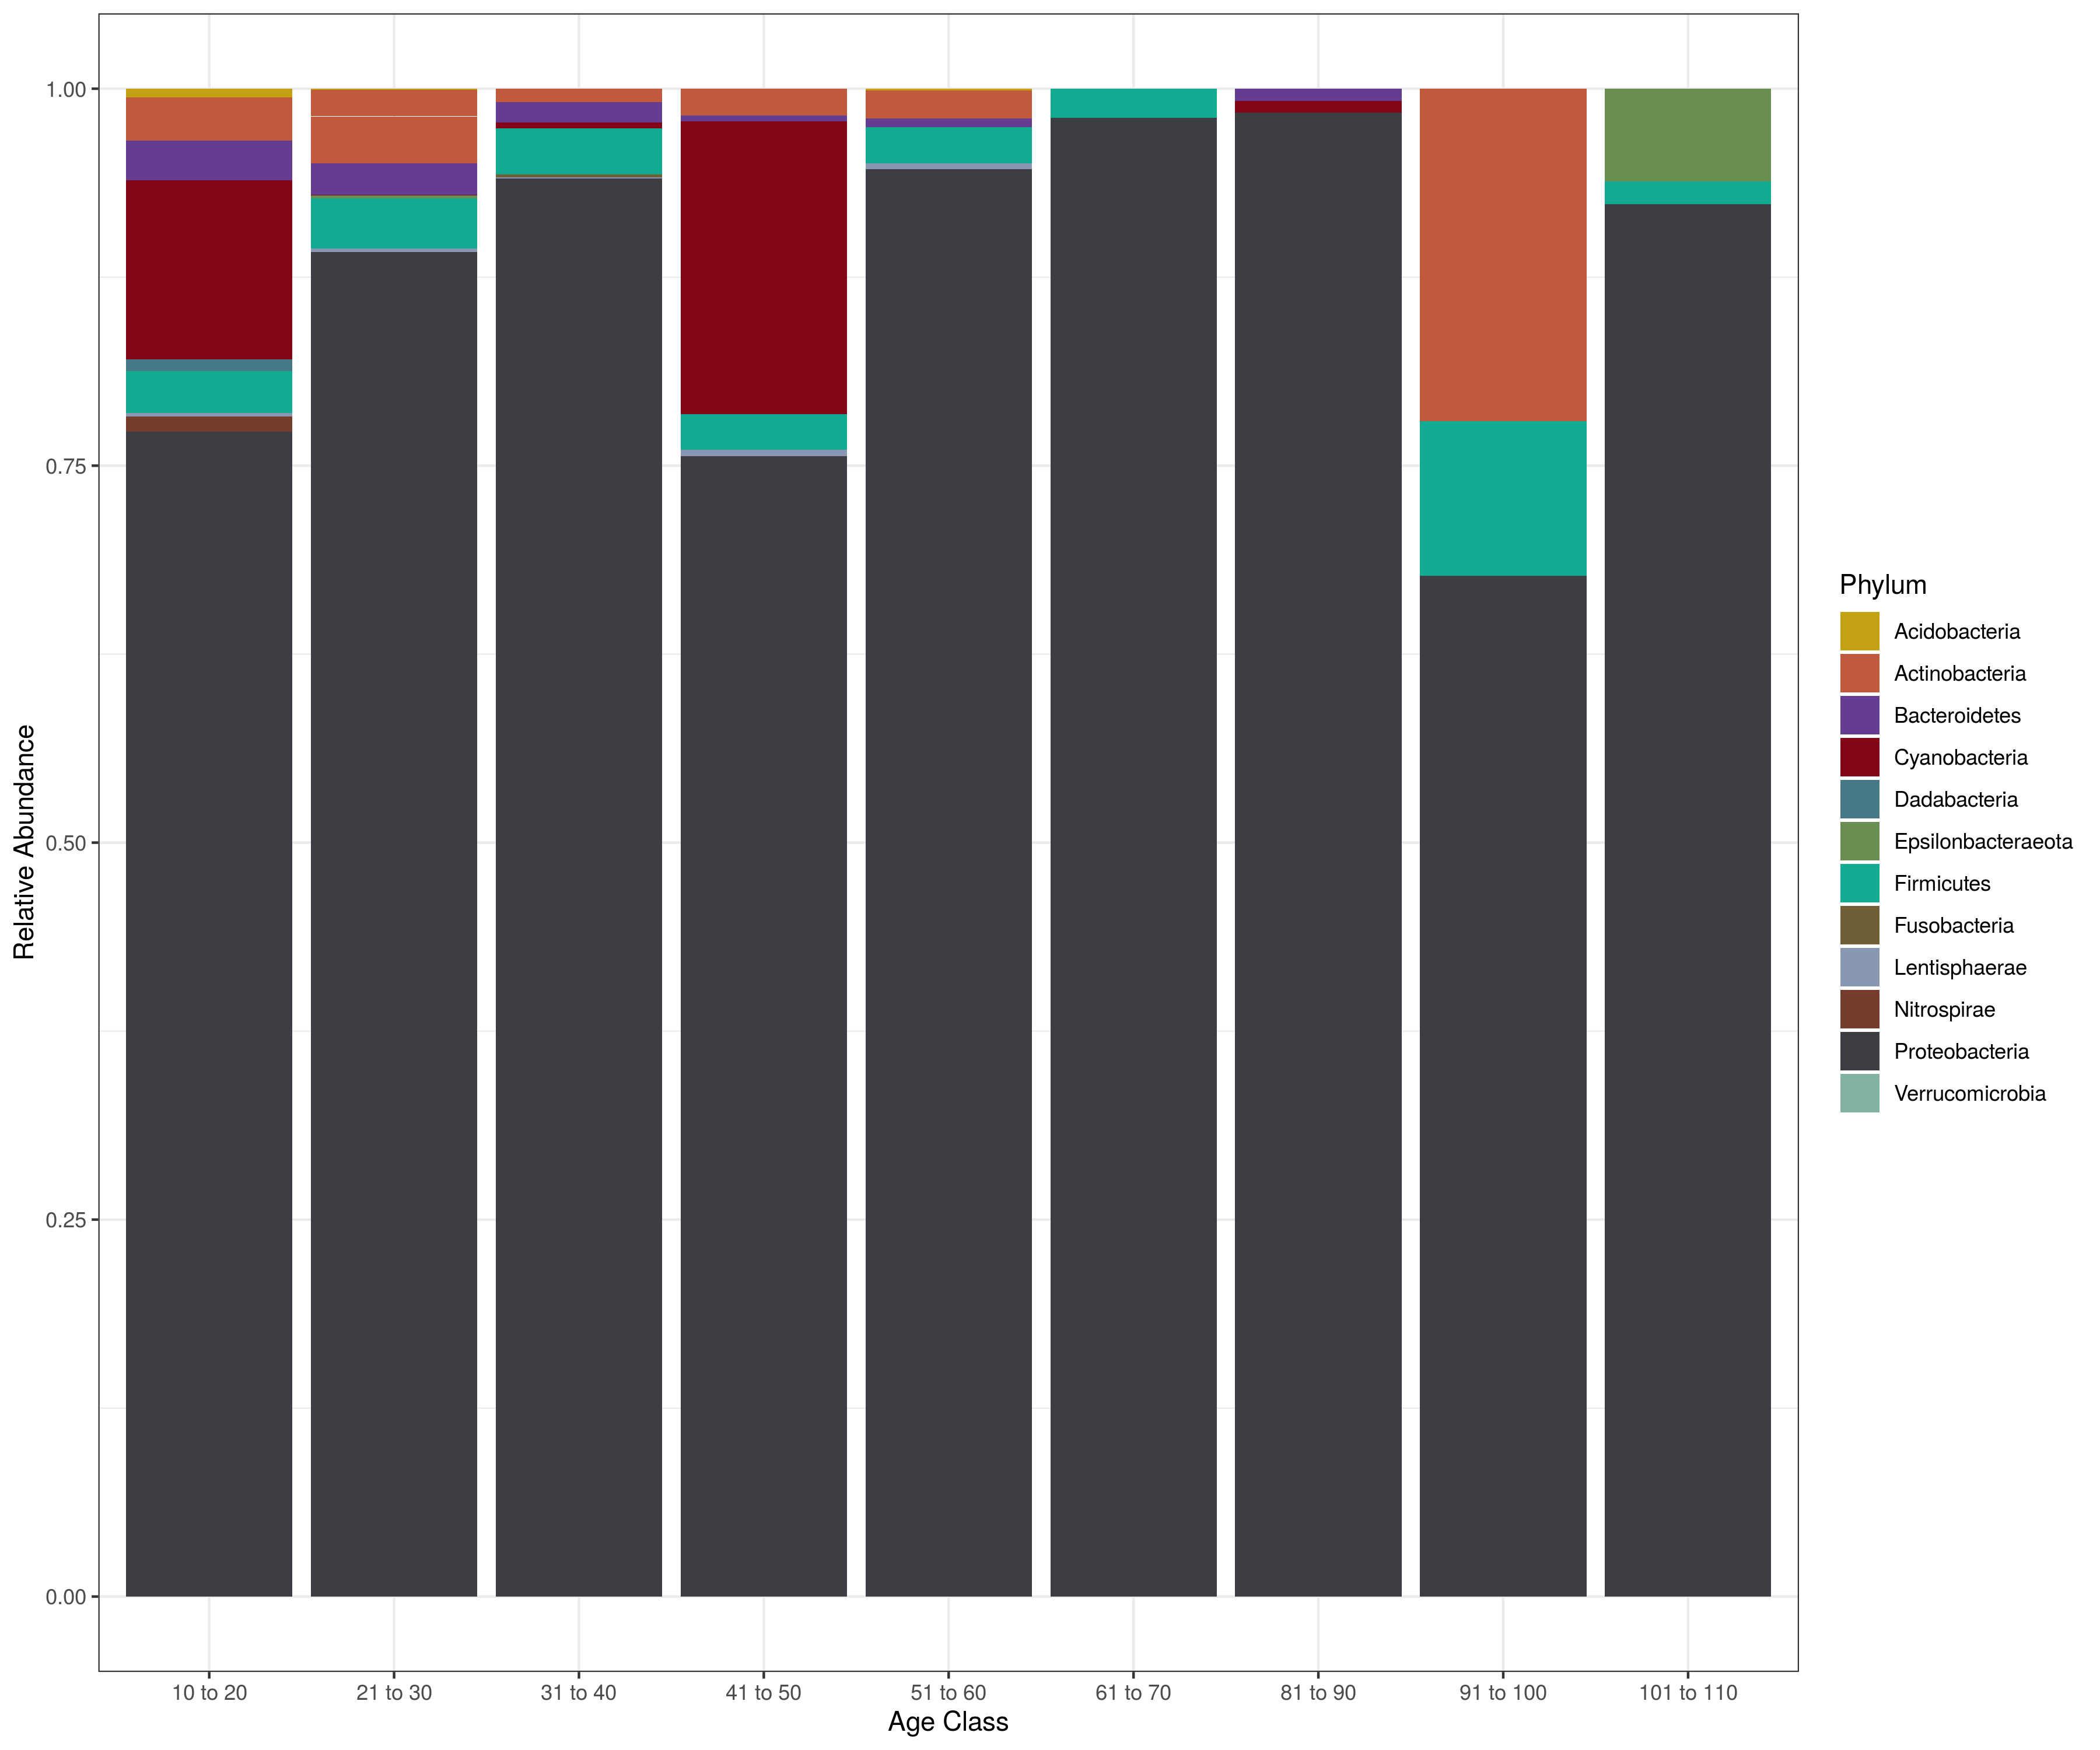 Relative Abundance
1.00
0.75
0.50
0.25
0.00
10 to 20
21 to 30
31 to 40
41 to 50
51 to 60
61 to 70
81 to 90
91 to 100
101 to 110
Age Class
Phylum
Acidobacteria
Actinobacteria
Bacteroidetes
Cyanobacteria
Dadabacteria
Epsilonbacteraeota
Firmicutes
Fusobacteria
Lentisphaerae
Nitrospirae
Proteobacteria
Verrucomicrobia